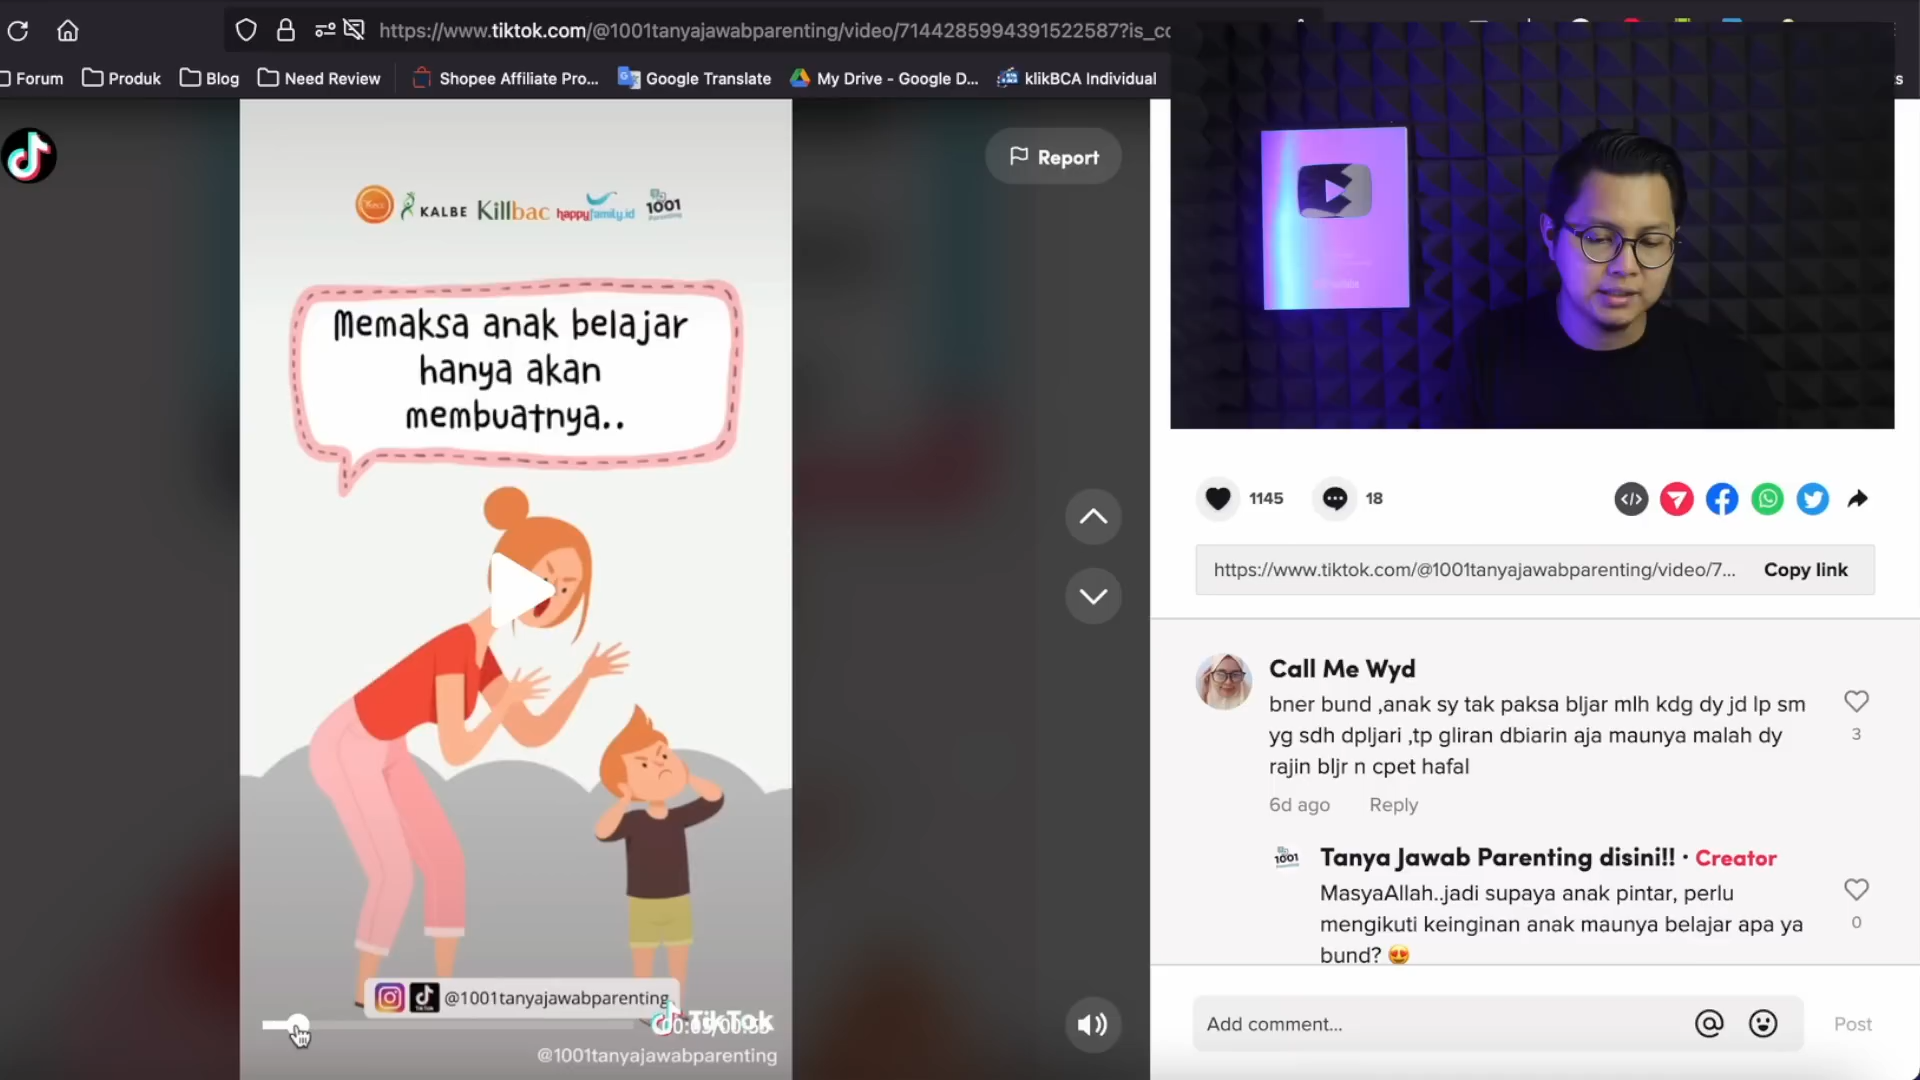 https://www.tiktok.com/@1001tanyajawabparenting/video/7144285994391522587?is_cc
Forum
Produk
Blog
Need Review
Shopee Affiliate Pro...
Google Translate
My Drive - Google D...
klikBCA Individual
Report
KALBE
Killbac
happyfamily.id
1001
Memaksa anak belajar
hanya akan
membuatnya..
@1001tanyajawabparenting
TikTok
@1001tanyajawabparenting
1145
18
https://www.tiktok.com/@1001tanyajawabparenting/video/7...
Copy link
Call Me Wyd
bner bund ,anak sy tak paksa bljar mlh kdg dy jd lp sm
yg sdh dpljari ,tp gliran dbiarin aja maunya malah dy
rajin bljr n cpet hafal
3
6d ago
Reply
1001
Tanya Jawab Parenting disini!! · Creator
MasyaAllah..jadi supaya anak pintar, perlu
mengikuti keinginan anak maunya belajar apa ya
bund? 😍
0
Add comment...
Post